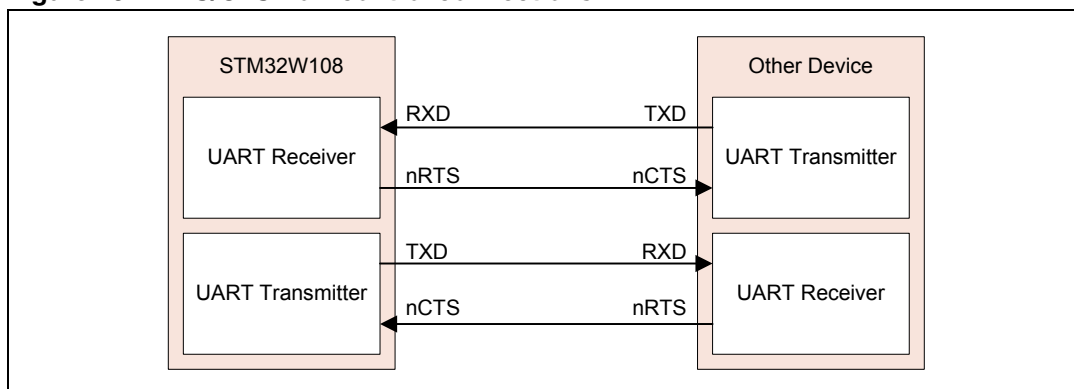 STM32W108
Other Device
RXD
TXD
UART Receiver
UART Transmitter
nRTS
nCTS
TXD
RXD
UART Transmitter
UART Receiver
nCTS
nRTS